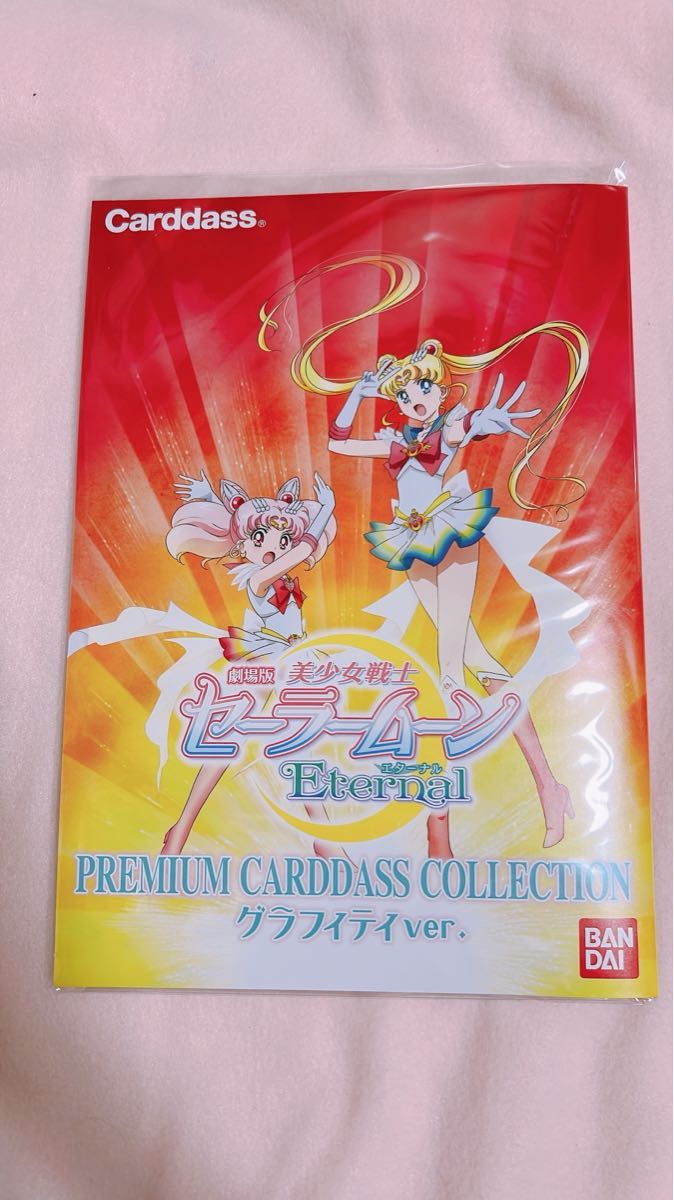 Carddass®
劇場版 美少女戦士
セーラームーン
エターナル
Eternal
PREMIUM CARDDASS COLLECTION
グラフィティver.
BAN
DAI